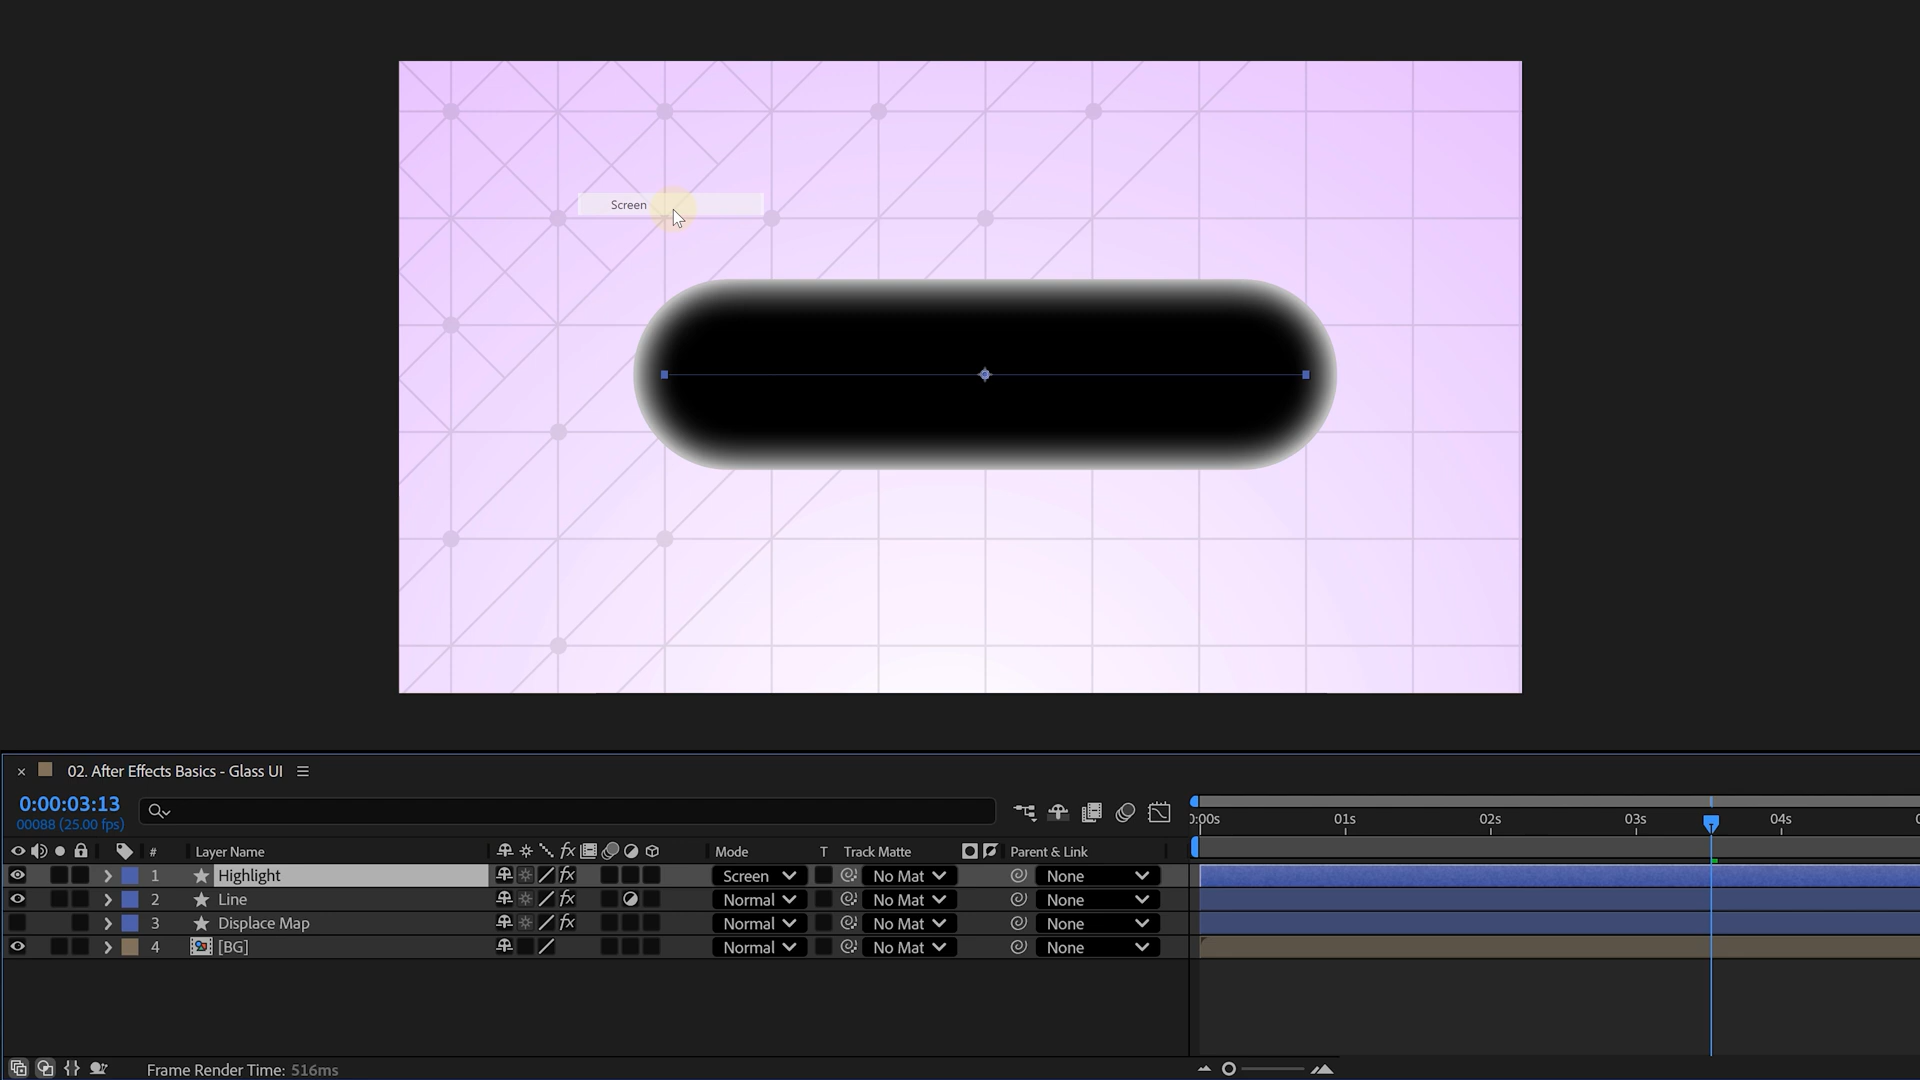 Screen
02. After Effects Basics - Glass UI
0:00:03:13
00088 (25.00 fps)
0:00s 01s 02s 03s 04s
# Layer Name Mode T Track Matte Parent & Link
1 Highlight Screen No Mat None
2 Line Normal No Mat None
3 Displace Map Normal No Mat None
4 [BG] Normal No Mat None
Frame Render Time: 516ms